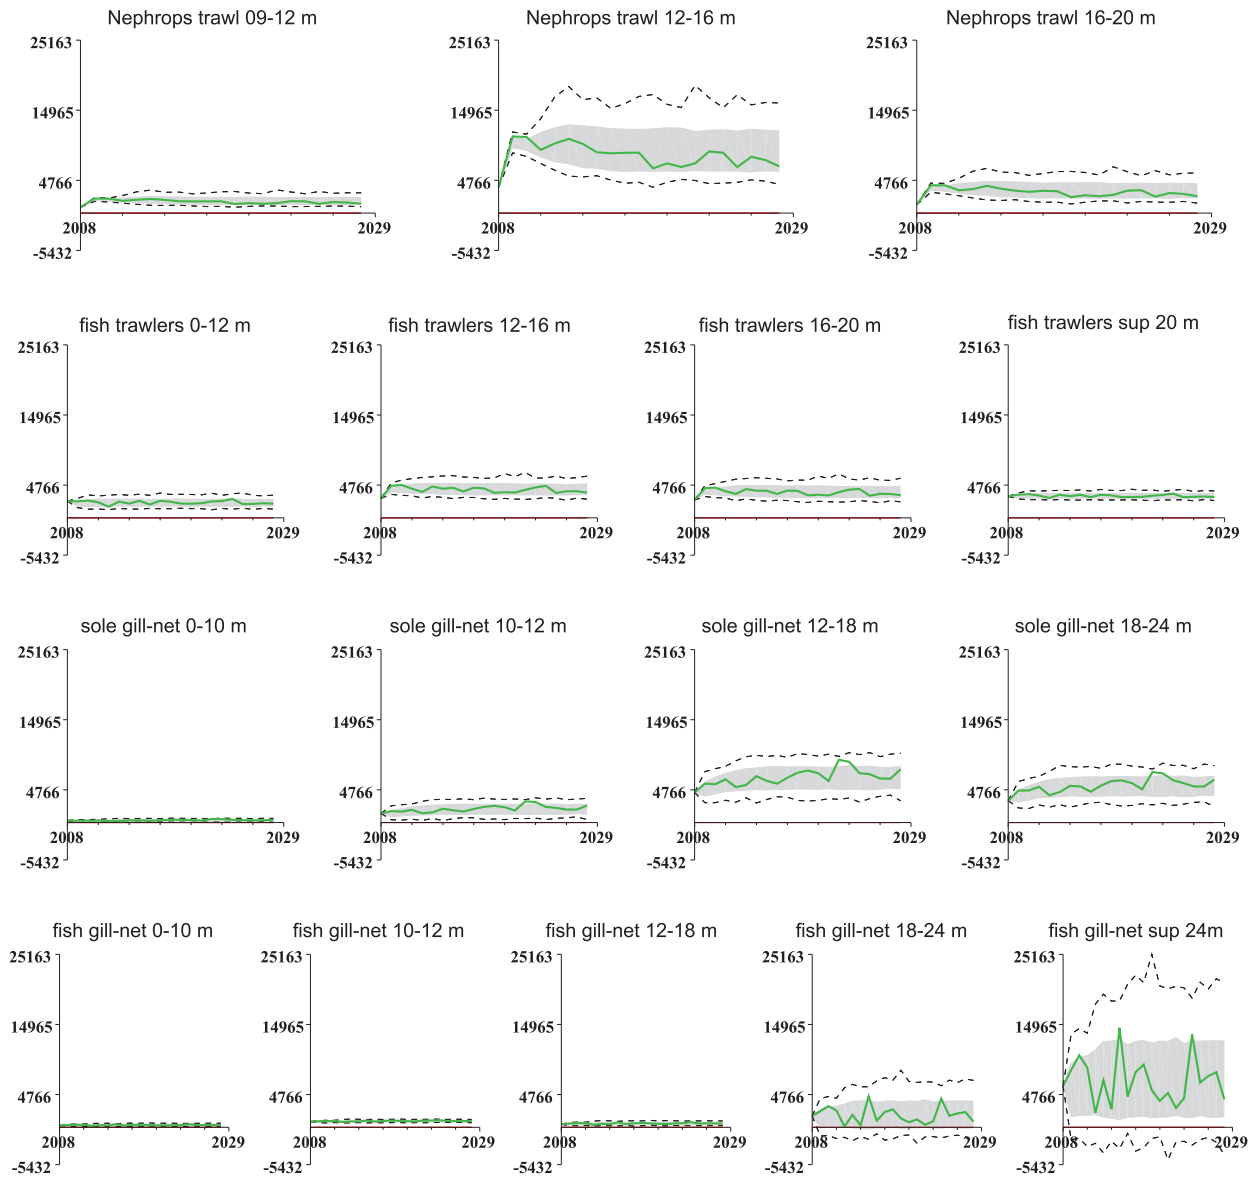 Nephrops trawl 09-12 m Nephrops trawl 12-16 m Nephrops trawl 16-20 m
25163 25163 25163
14965 14965 14965
4766 4766 4766
2008 2029 2008 2029 2008 2029
-5432 -5432 -5432
fish trawlers 0-12 m fish trawlers 12-16 m fish trawlers 16-20 m fish trawlers sup 20 m
25163 25163 25163 25163
14965 14965 14965 14965
4766 4766 4766 4766
2008 2029 2008 2029 2008 2029 2008 2029
-5432 -5432 -5432 -5432
sole gill-net 0-10 m sole gill-net 10-12 m sole gill-net 12-18 m sole gill-net 18-24 m
25163 25163 25163 25163
14965 14965 14965 14965
4766 4766 4766 4766
2008 2029 2008 2029 2008 2029 2008 2029
-5432 -5432 -5432 -5432
fish gill-net 0-10 m fish gill-net 10-12 m fish gill-net 12-18 m fish gill-net 18-24 m fish gill-net sup 24m
25163 25163 25163 25163 25163
14965 14965 14965 14965 14965
4766 4766 4766 4766 4766
2008 2029 2008 2029 2008 2029 2008 2029 2008 2029
-5432 -5432 -5432 -5432 -5432